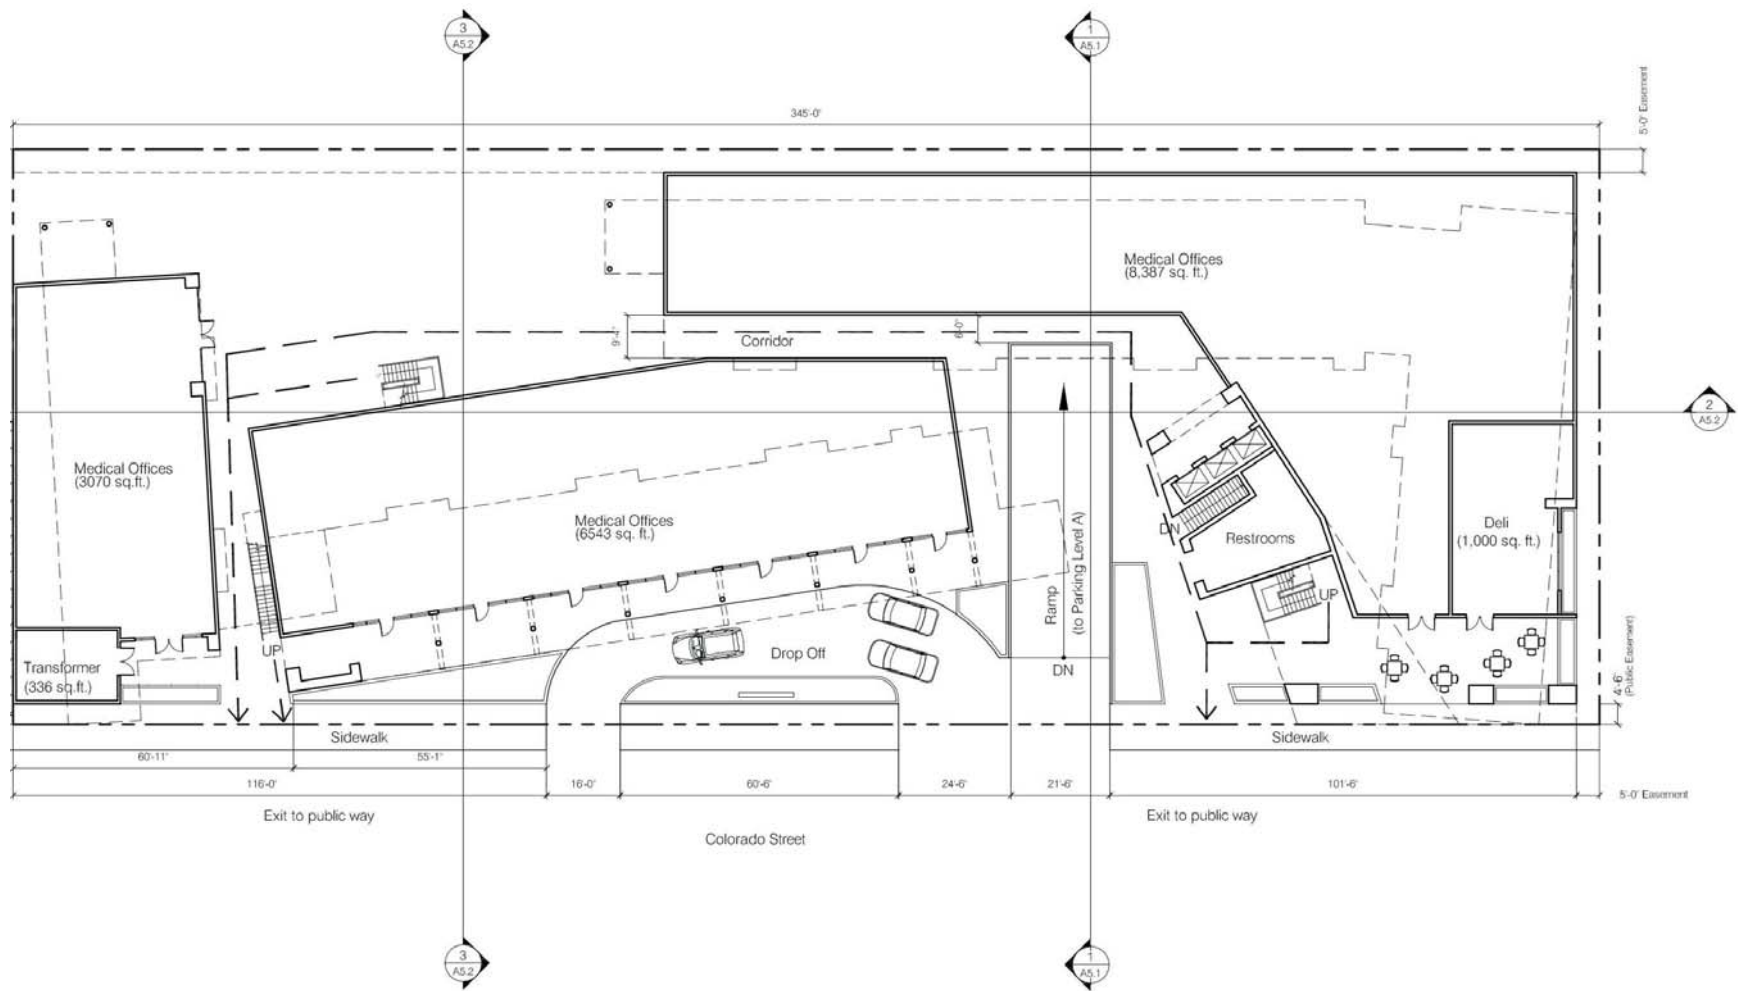 3
A5.2
1
A5.1
345'-0"
5'-0" Easement
Medical Offices
(8,387 sq. ft.)
9'-4"
Corridor
6'-0"
2
A5.2
Medical Offices
(3070 sq.ft.)
Medical Offices
(6543 sq. ft.)
Ramp
(to Parking Level A)
DN
DN
Restrooms
Deli
(1,000 sq. ft.)
UP
UP
Transformer
(336 sq.ft.)
Drop Off
4'-6"
(Public Easement)
Sidewalk
Sidewalk
60'-11"
55'-1"
116'-0"
16'-0"
60'-6"
24'-6"
21'-6"
101'-6"
5'-0" Easement
Exit to public way
Exit to public way
Colorado Street
3
A5.2
1
A5.1